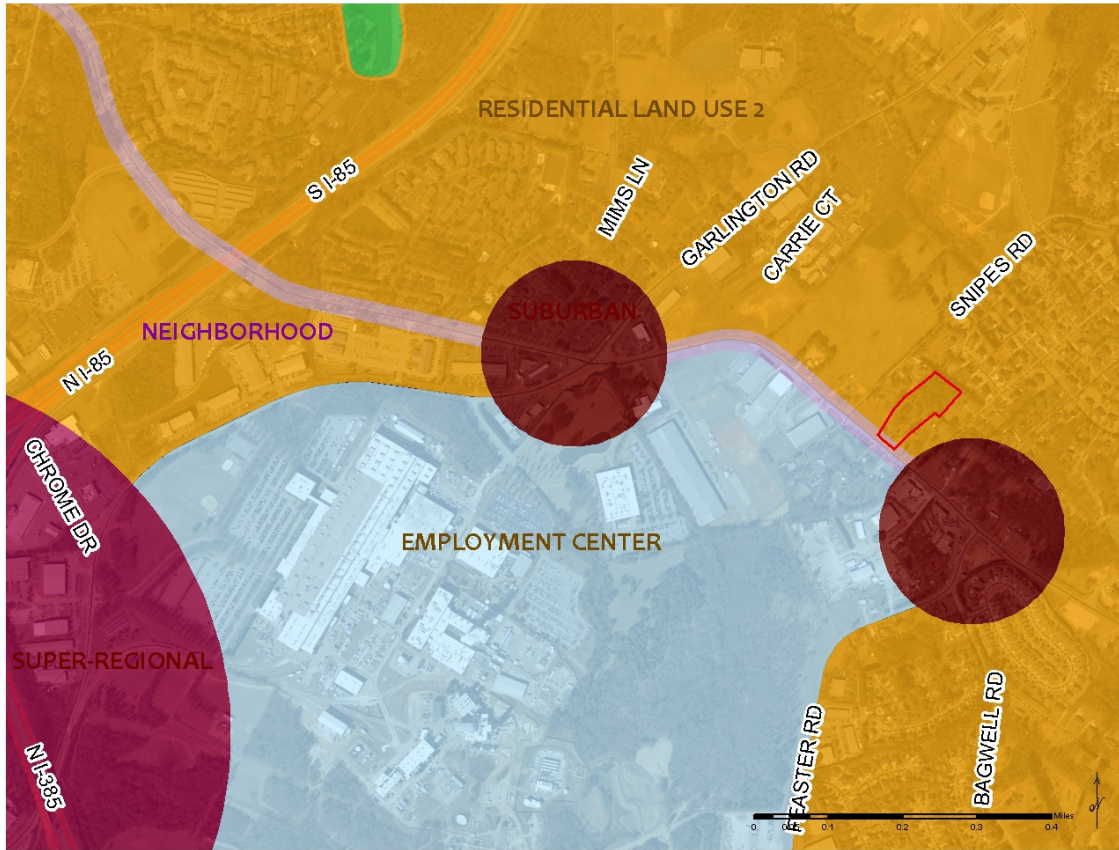 RESIDENTIAL LAND USE 2
S I-85
MIMS LN
GARLINGTON RD
CARRIE CT
SNIPES RD
SUBURBAN
NEIGHBORHOOD
N I-85
CHROME DR
EMPLOYMENT CENTER
SUPER-REGIONAL
N I-385
FEASTER RD
BAGWELL RD
Miles
0 0.1 0.2 0.3 0.4